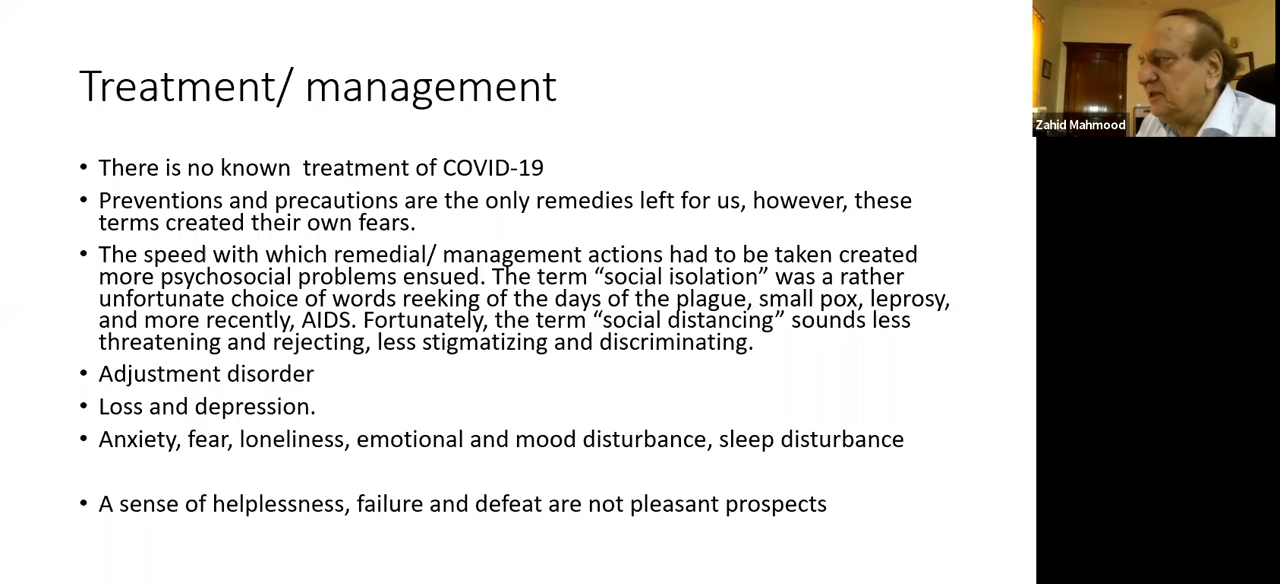 Treatment/ management
• There is no known  treatment of COVID-19
• Preventions and precautions are the only remedies left for us, however, these
terms created their own fears.
• The speed with which remedial/ management actions had to be taken created
more psychosocial problems ensued. The term “social isolation” was a rather
unfortunate choice of words reeking of the days of the plague, small pox, leprosy,
and more recently, AIDS. Fortunately, the term “social distancing” sounds less
threatening and rejecting, less stigmatizing and discriminating.
• Adjustment disorder
• Loss and depression.
• Anxiety, fear, loneliness, emotional and mood disturbance, sleep disturbance
• A sense of helplessness, failure and defeat are not pleasant prospects
Zahid Mahmood